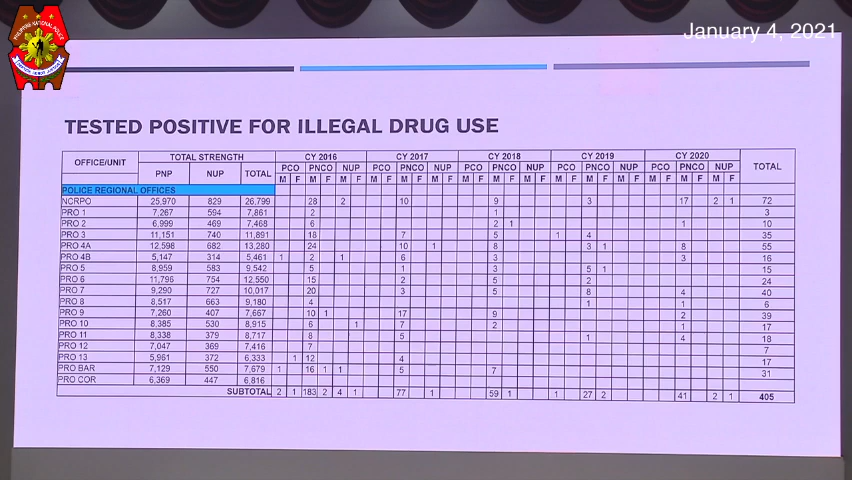 January 4, 2021
PHILIPPINE NATIONAL POLICE
TESTED POSITIVE FOR ILLEGAL DRUG USE
OFFICE/UNIT TOTAL STRENGTH CY 2016 CY 2017 CY 2018 CY 2019 CY 2020 TOTAL
PNP NUP TOTAL PCO PNCO NUP PCO PNCO NUP PCO PNCO NUP PCO PNCO NUP PCO PNCO NUP
M F M F M F M F M F M F M F M F M F M F M F M F M F M F M F
POLICE REGIONAL OFFICES
NCRPO 25,970 829 26,799 28 2 10 9 3 17 2 1 72
PRO 1 7,267 594 7,861 2 1 3
PRO 2 6,999 469 7,468 6 2 1 1 10
PRO 3 11,151 740 11,891 18 7 5 1 4 35
PRO 4A 12,598 682 13,280 24 10 1 8 3 1 8 55
PRO 4B 5,147 314 5,461 1 2 1 6 3 3 16
PRO 5 8,959 583 9,542 5 1 3 5 1 15
PRO 6 11,796 754 12,550 15 2 5 2 24
PRO 7 9,290 727 10,017 20 3 5 8 4 40
PRO 8 8,517 663 9,180 4 1 1 6
PRO 9 7,260 407 7,667 10 1 17 9 2 39
PRO 10 8,385 530 8,915 6 1 7 2 1 17
PRO 11 8,338 379 8,717 8 5 1 4 18
PRO 12 7,047 369 7,416 7 7
PRO 13 5,961 372 6,333 1 12 4 17
PRO BAR 7,129 550 7,679 1 16 1 1 5 7 31
PRO COR 6,369 447 6,816
SUBTOTAL 2 1 183 2 4 1 77 1 59 1 1 27 2 41 2 1 405